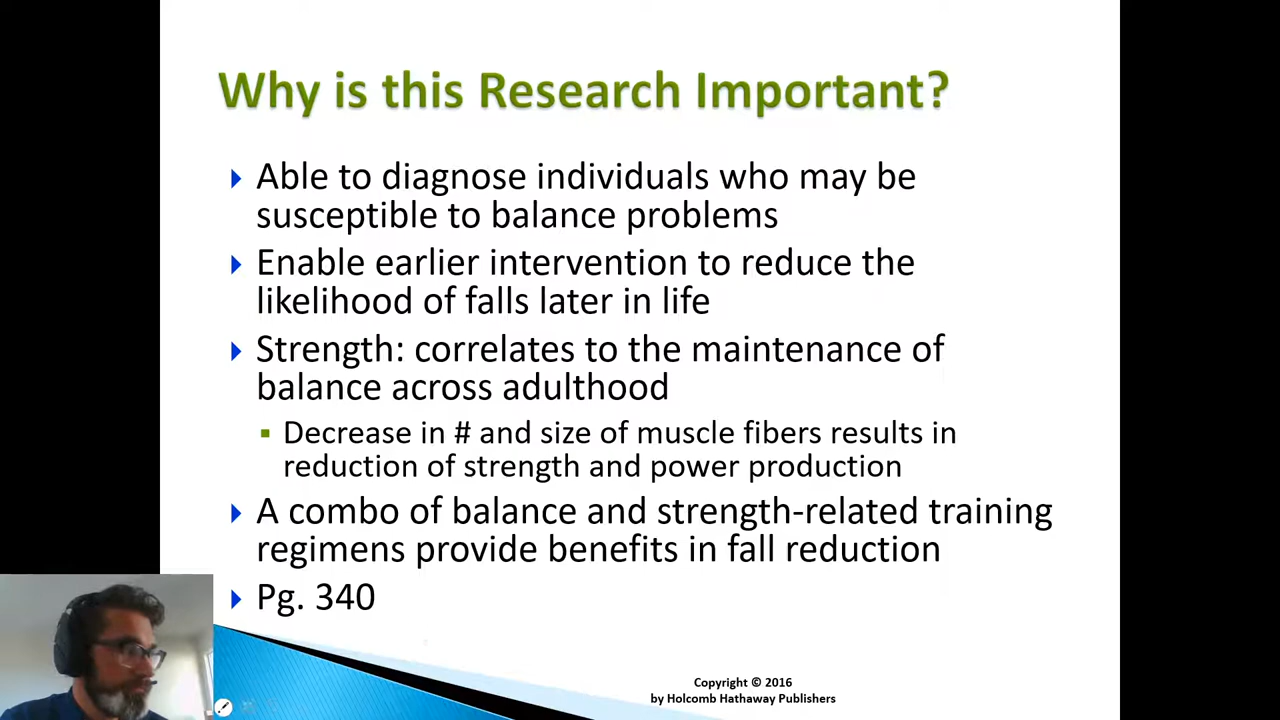 Why is this Research Important?
Able to diagnose individuals who may be
susceptible to balance problems
Enable earlier intervention to reduce the
likelihood of falls later in life
Strength: correlates to the maintenance of
balance across adulthood
Decrease in # and size of muscle fibers results in
reduction of strength and power production
A combo of balance and strength-related training
regimens provide benefits in fall reduction
Pg. 340
Copyright © 2016
by Holcomb Hathaway Publishers